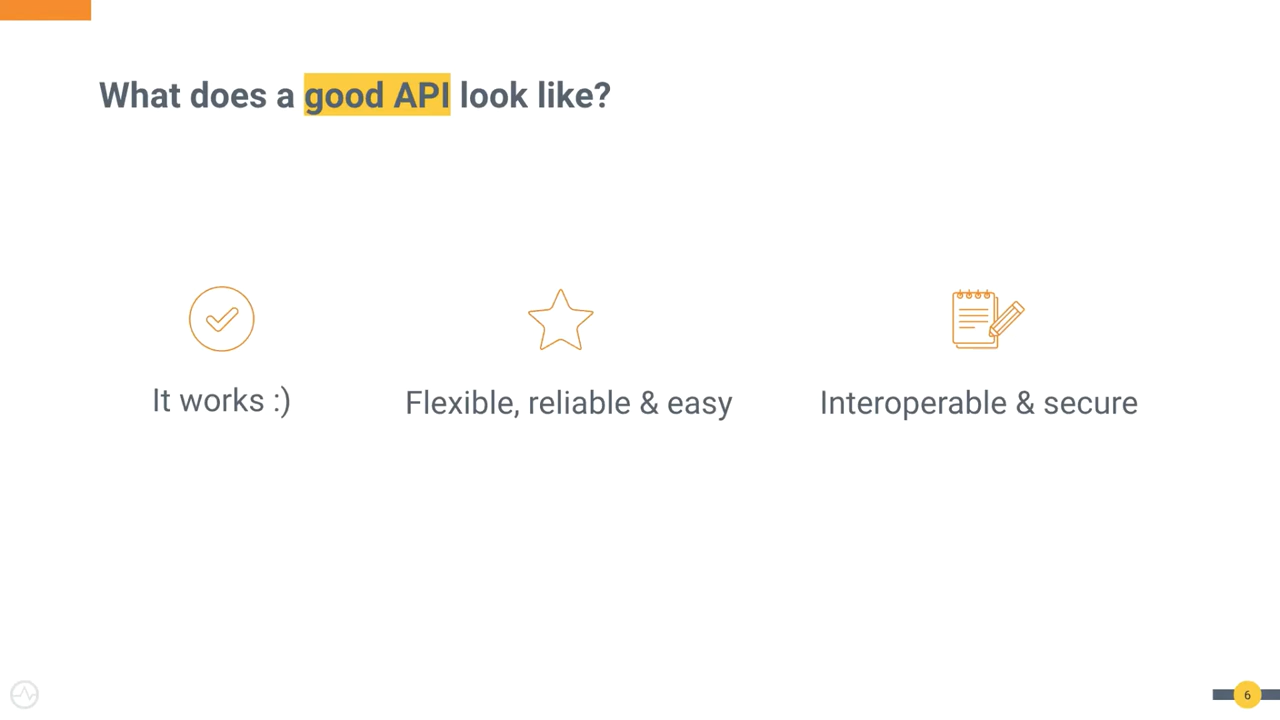 What does a good API look like?
It works :)
Flexible, reliable & easy
Interoperable & secure
6